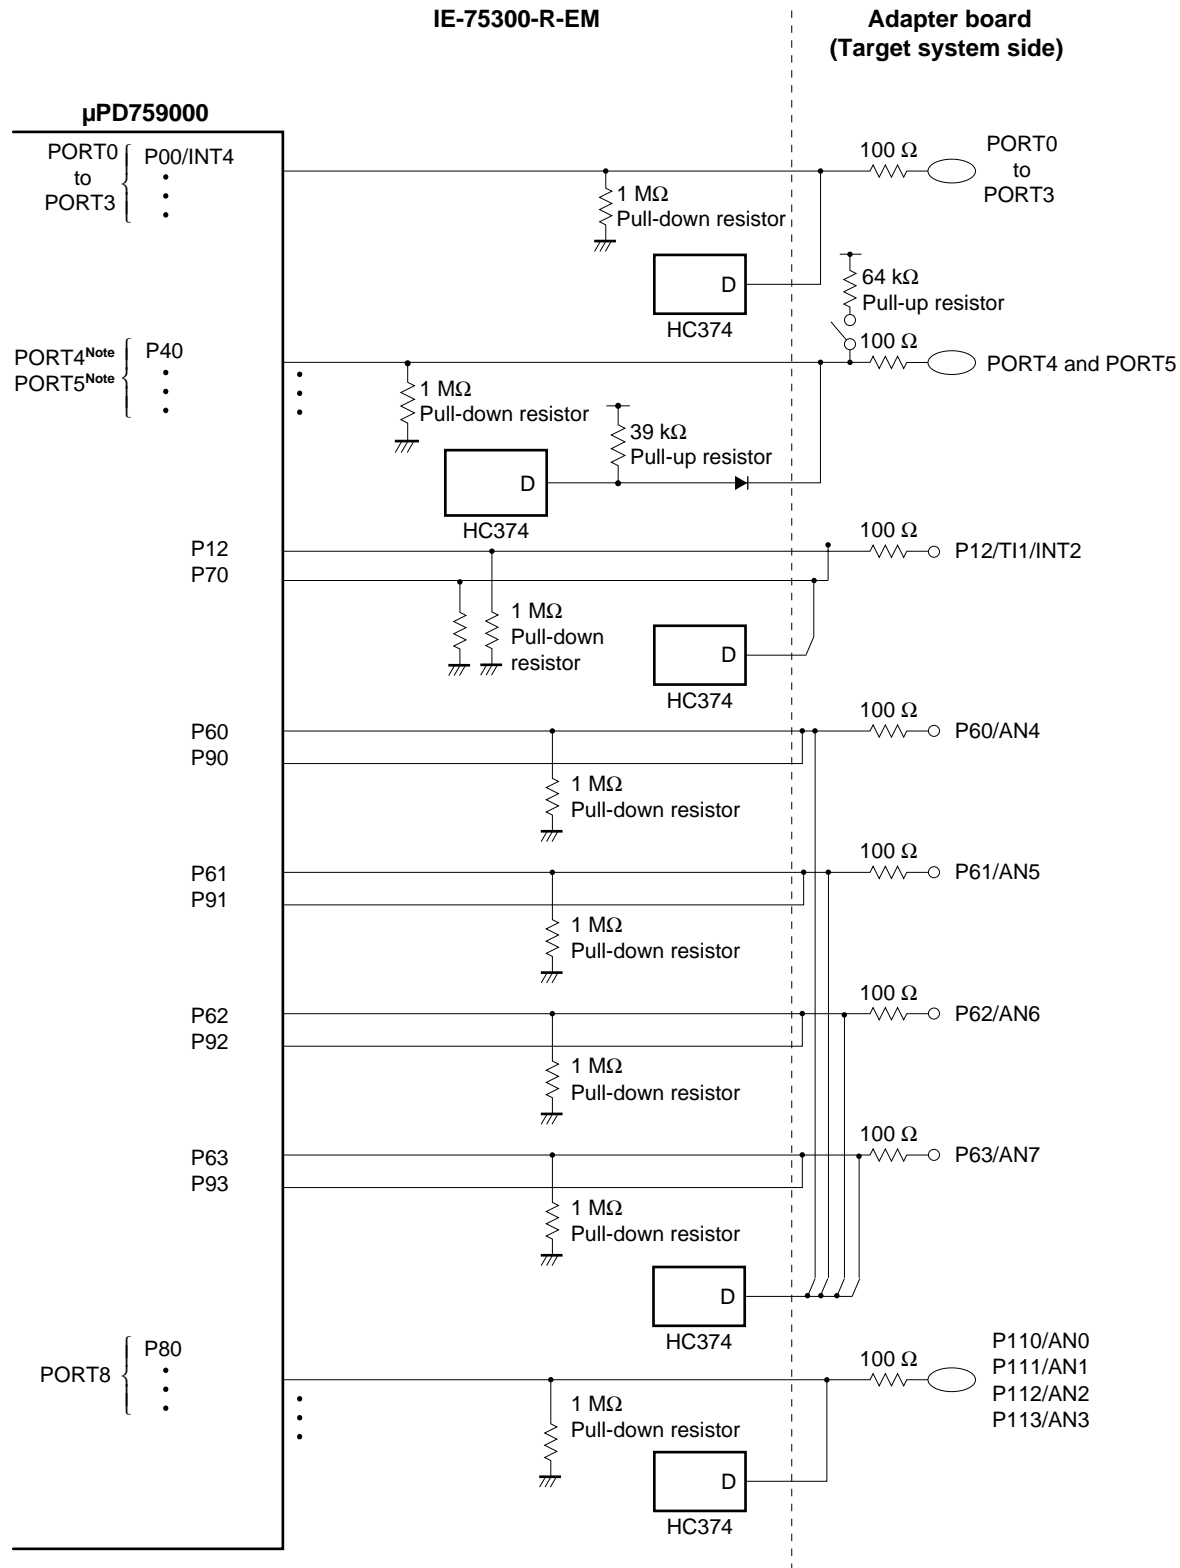 IE-75300-R-EM
Adapter board
(Target system side)
µPD759000
PORT0
to
PORT3
P00/INT4
100 Ω
PORT0
to
PORT3
1 MΩ
Pull-down resistor
D
HC374
64 kΩ
Pull-up resistor
PORT4Note
PORT5Note
P40
100 Ω
PORT4 and PORT5
1 MΩ
Pull-down resistor
39 kΩ
Pull-up resistor
D
HC374
P12
P70
100 Ω
P12/TI1/INT2
1 MΩ
Pull-down
resistor
D
HC374
P60
P90
100 Ω
P60/AN4
1 MΩ
Pull-down resistor
P61
P91
100 Ω
P61/AN5
1 MΩ
Pull-down resistor
P62
P92
100 Ω
P62/AN6
1 MΩ
Pull-down resistor
P63
P93
100 Ω
P63/AN7
1 MΩ
Pull-down resistor
D
HC374
PORT8
P80
100 Ω
P110/AN0
P111/AN1
P112/AN2
P113/AN3
1 MΩ
Pull-down resistor
D
HC374